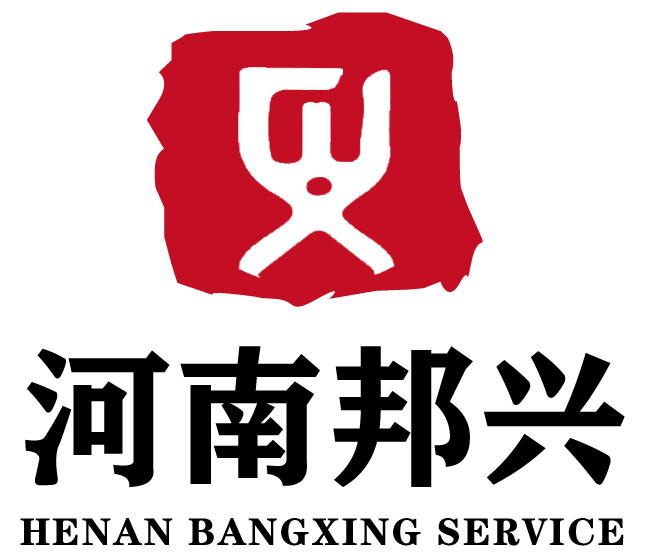 河南邦兴
HENAN BANGXING SERVICE